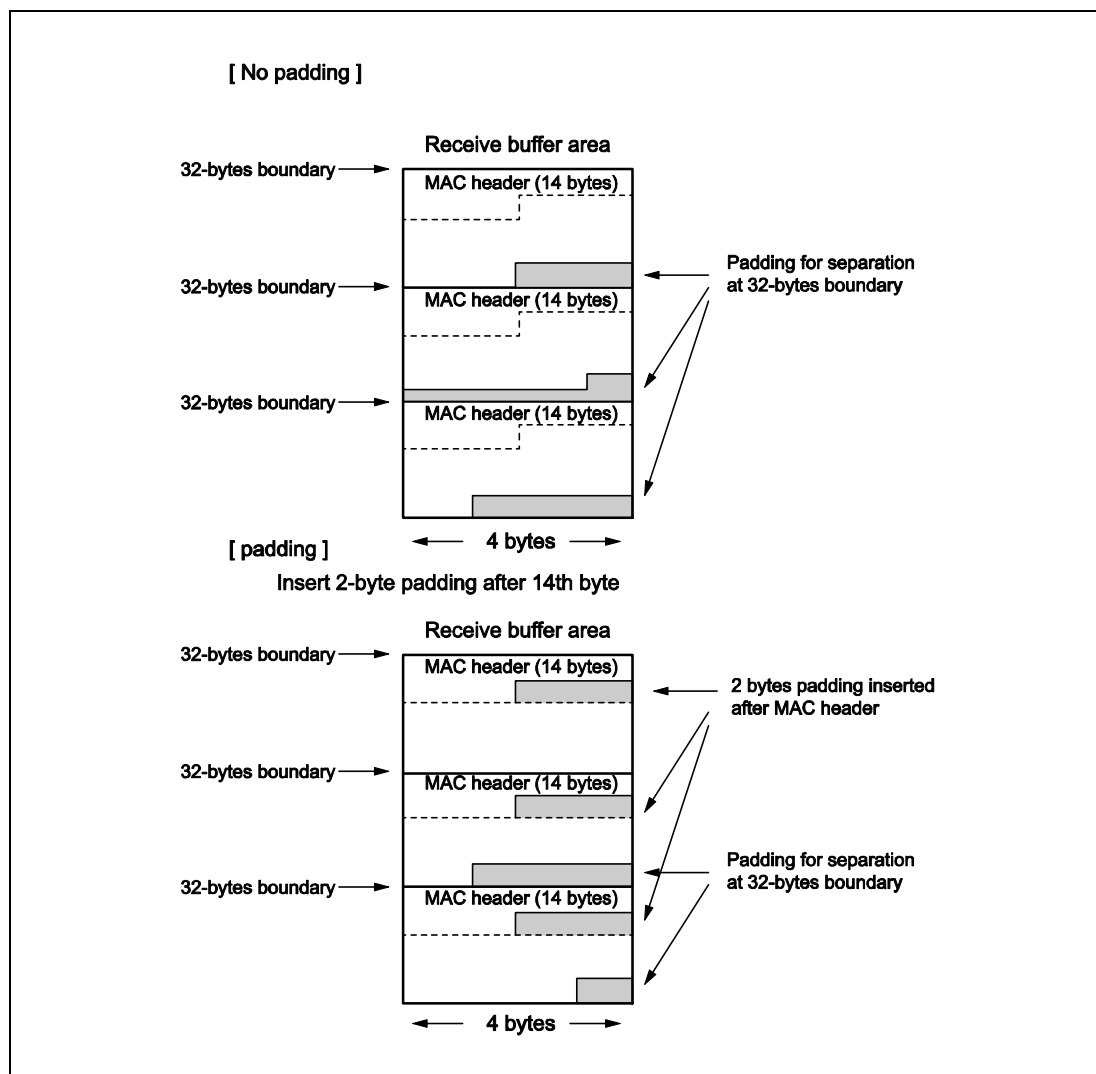 [ No padding ]
Receive buffer area
32-bytes boundary
MAC header (14 bytes)
Padding for separation
at 32-bytes boundary
32-bytes boundary
MAC header (14 bytes)
32-bytes boundary
MAC header (14 bytes)
4 bytes
[ padding ]
Insert 2-byte padding after 14th byte
Receive buffer area
32-bytes boundary
MAC header (14 bytes)
2 bytes padding inserted
after MAC header
32-bytes boundary
MAC header (14 bytes)
Padding for separation
at 32-bytes boundary
32-bytes boundary
MAC header (14 bytes)
4 bytes